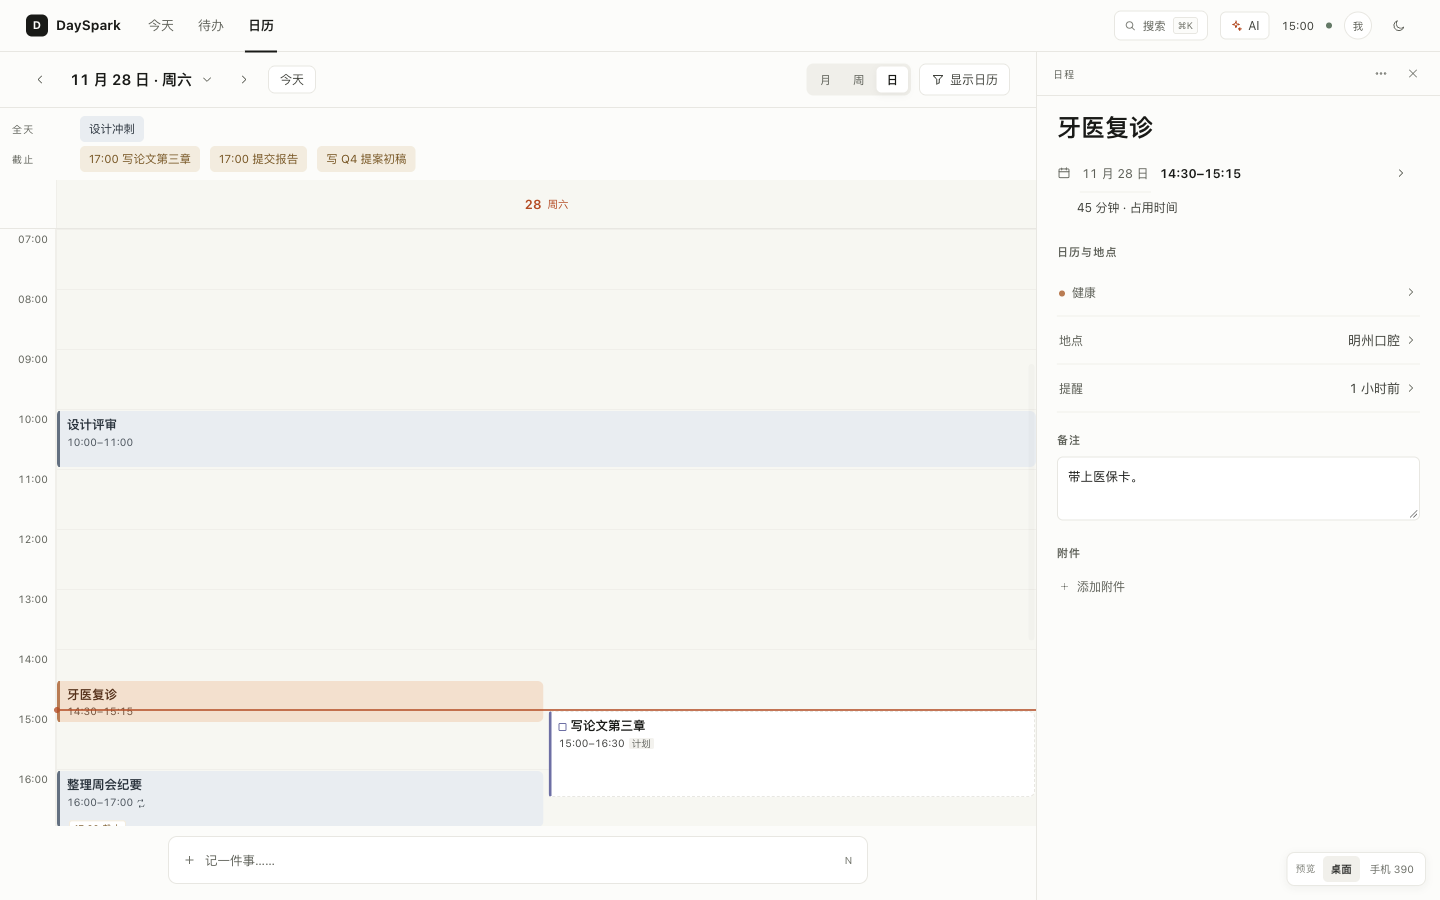 D DaySpark 今天 待办 日历 搜索 ⌘K AI 15:00 我
11 月 28 日 · 周六 今天 月 周 日 显示日历
全天 设计冲刺
截止 17:00 写论文第三章 17:00 提交报告 写 Q4 提案初稿
28 周六
07:00
08:00
09:00
10:00
设计评审
10:00–11:00
11:00
12:00
13:00
14:00
牙医复诊
14:30–15:15
15:00
写论文第三章
15:00–16:30 计划
16:00
整理周会纪要
16:00–17:00
+ 记一件事…… N
日程
牙医复诊
11 月 28 日 14:30–15:15
45 分钟 · 占用时间
日历与地点
健康
地点 明州口腔
提醒 1 小时前
备注
带上医保卡。
附件
+ 添加附件
预览 桌面 手机 390